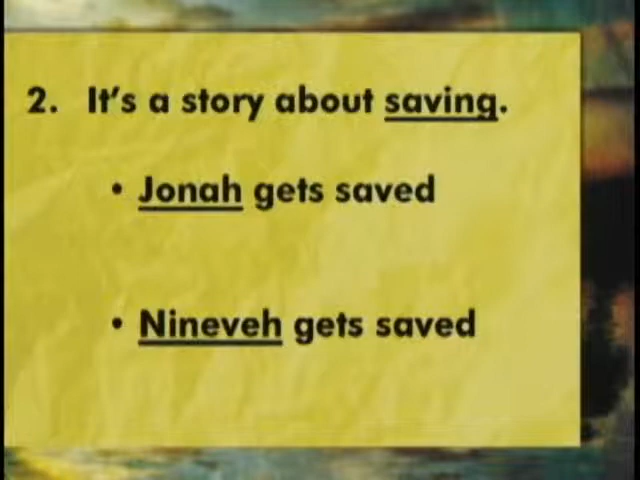 2. It's a story about saving.
• Jonah gets saved
• Nineveh gets saved